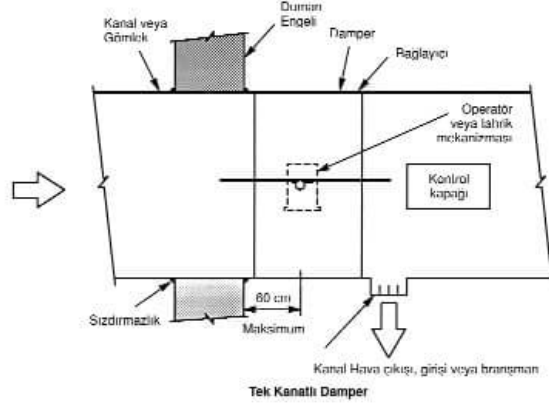 Kanal veya
Gömlek
Duman
Engeli
Damper
Bağlayıcı
Operatör
veya tahrik
mekanizması
Kontrol
kapağı
60 cm
Sızdırmazlık
Maksimum
Kanal Hava çıkışı, girişi veya branşman
Tek Kanatlı Damper